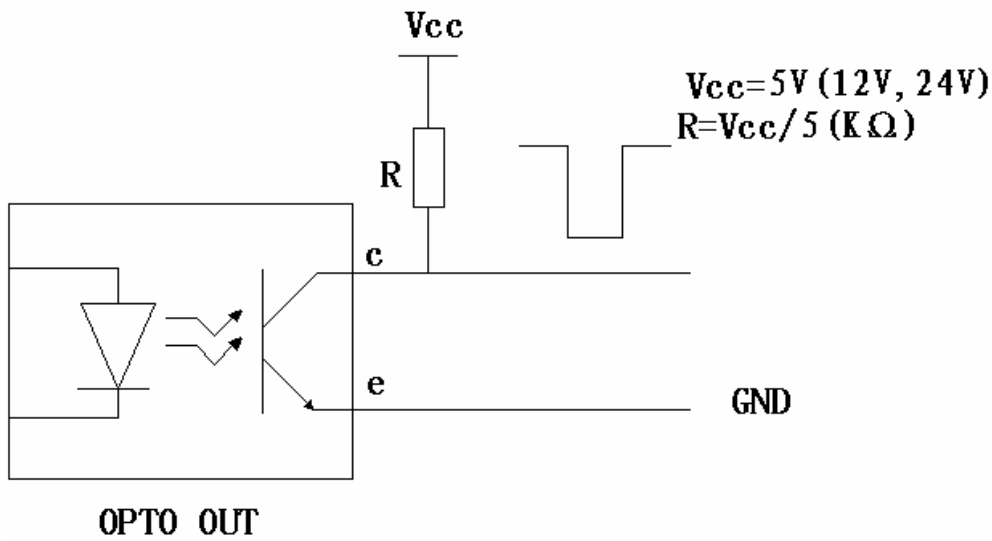 Vcc
Vcc=5V(12V, 24V)
R=Vcc/5(KΩ)
R
c
e
GND
OPTO OUT